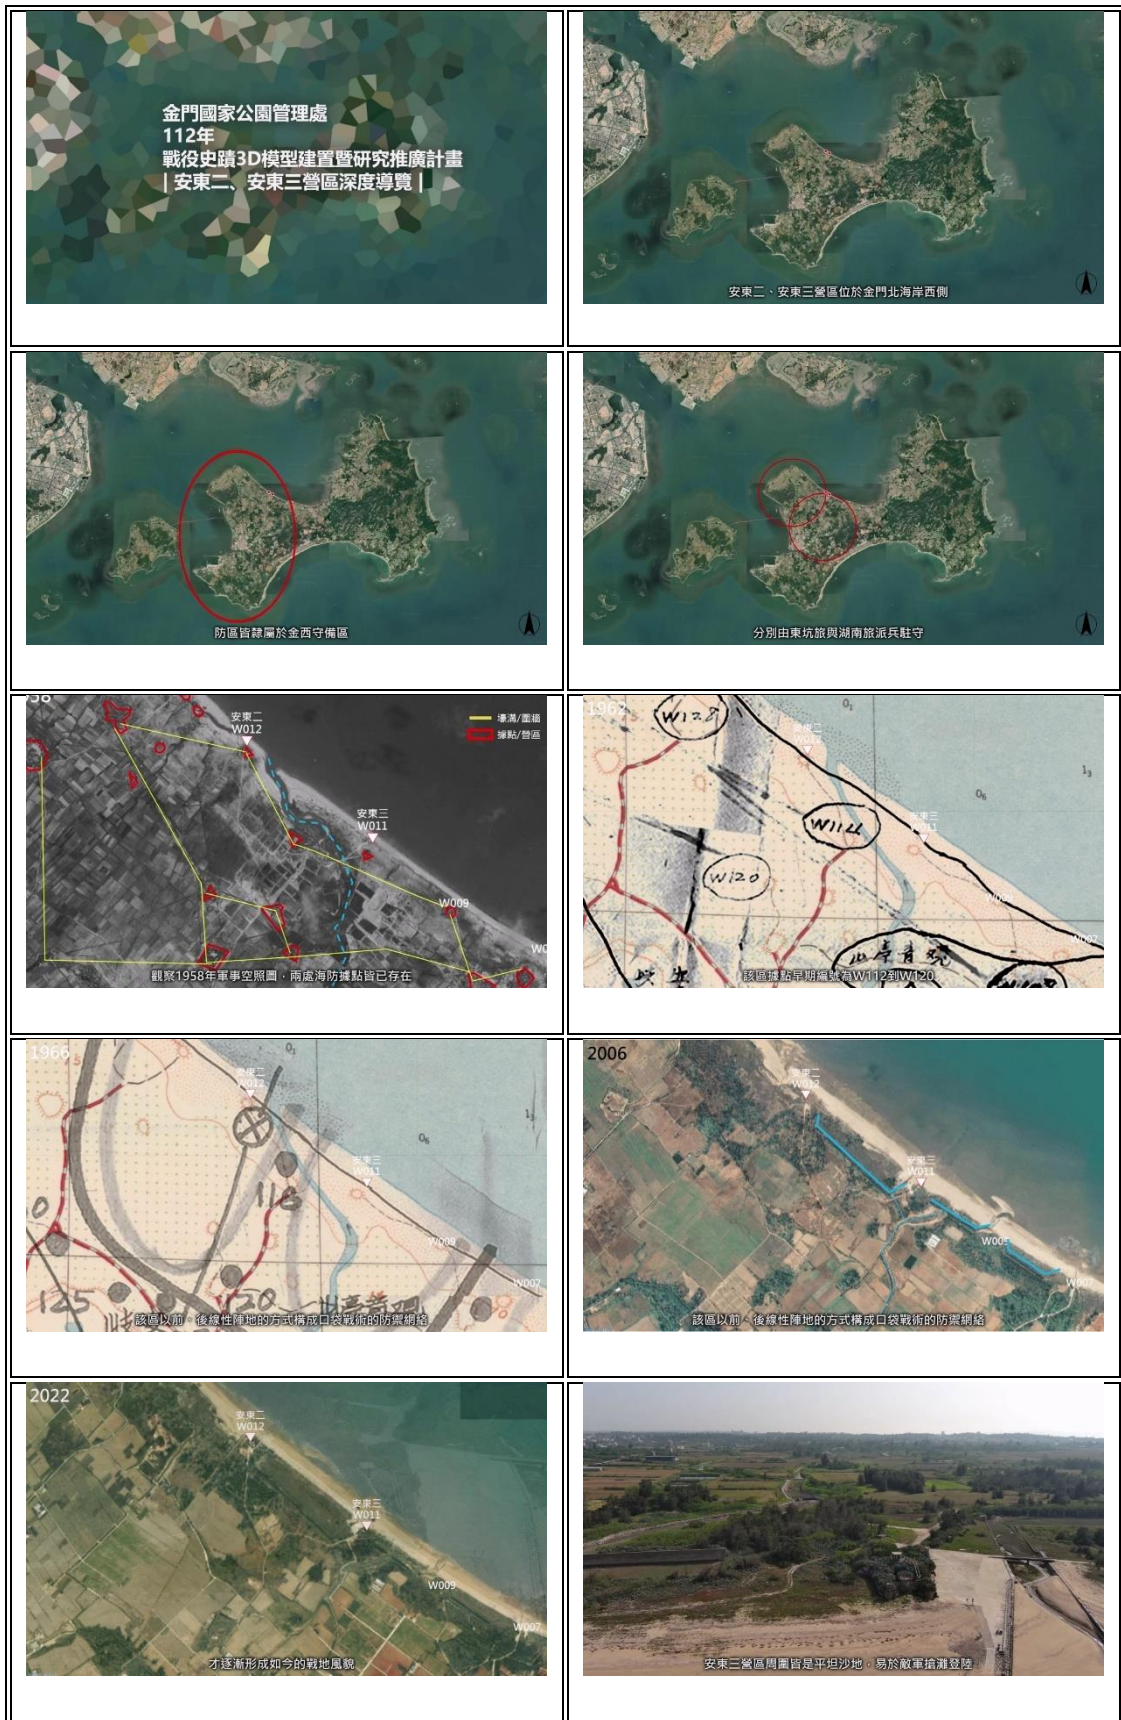 金門國家公園管理處
112年
戰役史蹟3D模型建置暨研究推廣計畫
| 安東二、安東三營區深度導覽 |
安東二、安東三營區位於金門北海岸西側
防區皆隸屬於金西守備區
分別由東坑旅與湖南旅派兵駐守
58
安東二
W012
壕溝/圍牆
據點/營區
安東三
W011
W009
觀察1958年軍事空照圖，兩處海防據點皆已存在
1962
W128
安東二
W012
0₁
1₃
0₆
W114
安東三
W011
W120
W007
該區據點早期編號為W112到W120。
1966
0₁
安東二
W012
1₃
0₆
安東三
W011
118
W009
W007
125
120
該區以前、後線性陣地的方式構成口袋戰術的防禦網絡
2006
安東二
W012
安東三
W011
W009
W007
該區以前、後線性陣地的方式構成口袋戰術的防禦網絡
2022
安東二
W012
安東三
W011
W009
W007
才逐漸形成如今的戰地風貌
安東三營區周圍皆是平坦沙地，易於敵軍搶灘登陸